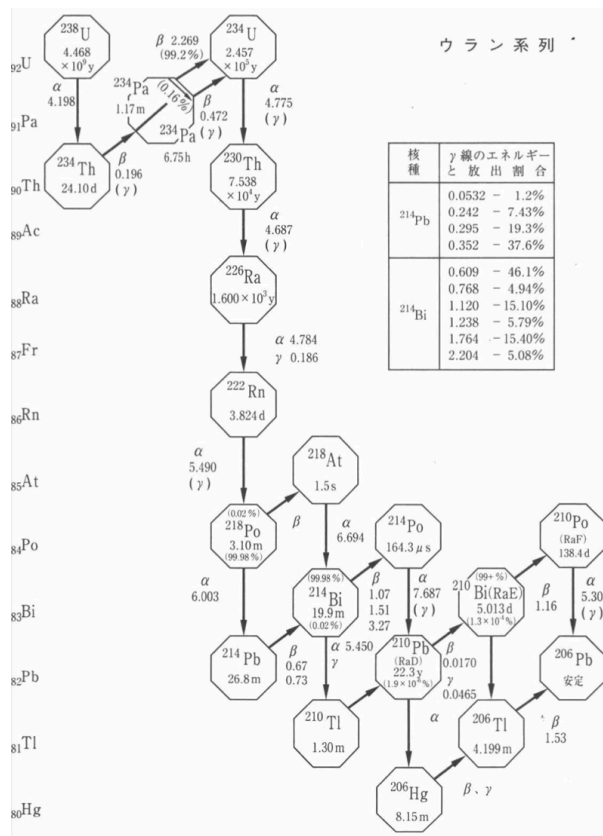 ウラン系列
₉₂U
₉₁Pa
₉₀Th
₈₉Ac
₈₈Ra
₈₇Fr
₈₆Rn
₈₅At
₈₄Po
₈₃Bi
₈₂Pb
₈₁Tl
₈₀Hg
²³⁸U
4.468
×10⁹y
α
4.198
²³⁴Th
24.10d
β
0.196
(γ)
²³⁴Pa
1.17m
(0.16%)
²³⁴Pa
6.75h
β 2.269
(99.2%)
β
0.472
(γ)
²³⁴U
2.457
×10⁵y
α
4.775
(γ)
²³⁰Th
7.538
×10⁴y
α
4.687
(γ)
²²⁶Ra
1.600×10³y
α 4.784
γ 0.186
²²²Rn
3.824d
α
5.490
(γ)
(0.02%)
²¹⁸Po
3.10m
(99.98%)
β
²¹⁸At
1.5s
α
6.694
α
6.003
²¹⁴Pb
26.8m
β
0.67
0.73
(99.98%)
²¹⁴Bi
19.9m
(0.02%)
β
1.07
1.51
3.27
²¹⁴Po
164.3μs
α
7.687
(γ)
α 5.450
γ
²¹⁰Tl
1.30m
²¹⁰Pb
(RaD)
22.3y
(1.9×10⁻⁶%)
β
0.0170
γ
0.0465
α
²⁰⁶Hg
8.15m
β、γ
(99+%)
²¹⁰Bi(RaE)
5.013d
β
1.16
²¹⁰Po
(RaF)
138.4d
α
5.30
(γ)
²⁰⁶Tl
4.199m
β
1.53
²⁰⁶Pb
安定
核種
γ線のエネルギーと放出割合
²¹⁴Pb
0.0532 − 1.2%
0.242 − 7.43%
0.295 − 19.3%
0.352 − 37.6%
²¹⁴Bi
0.609 − 46.1%
0.768 − 4.94%
1.120 −15.10%
1.238 − 5.79%
1.764 −15.40%
2.204 − 5.08%